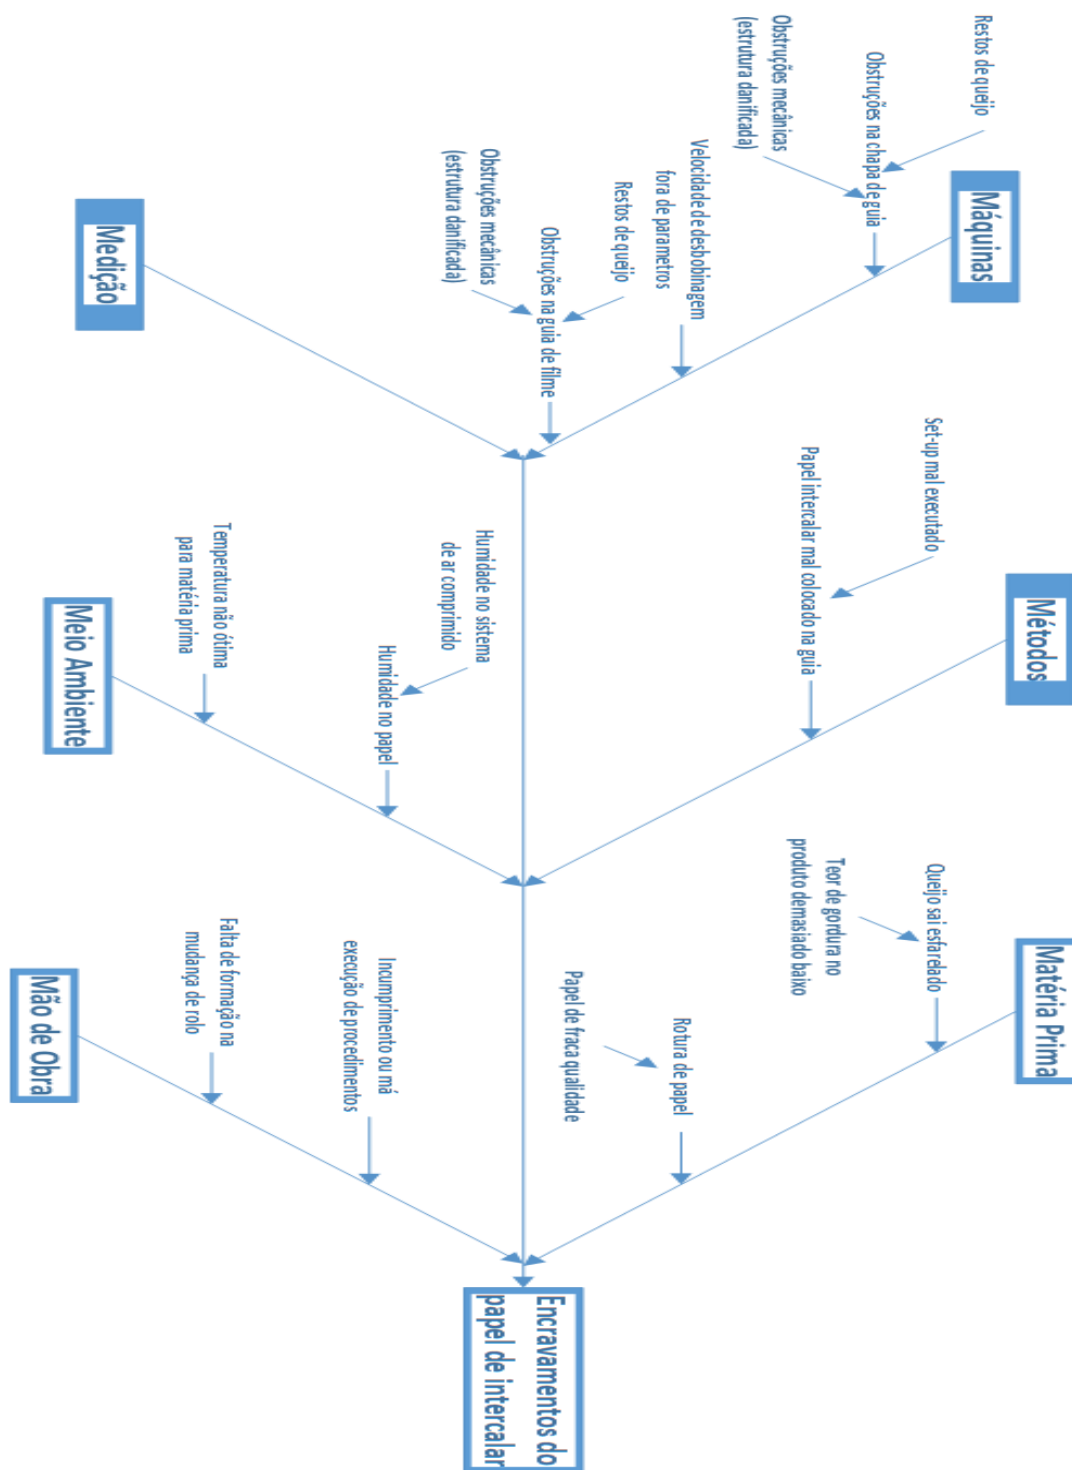 Máquinas
Restos de queijo
Obstruções na chapa de guia
Obstruções mecânicas
(estrutura danificada)
Velocidade de desbobinagem
fora de parametros
Restos de queijo
Obstruções na guia de filme
Obstruções mecânicas
(estrutura danificada)
Métodos
Set-up mal executado
Papel intercalar mal colocado na guia
Matéria Prima
Queijo sai esfarelado
Teor de gordura no
produto demasiado baixo
Rotura de papel
Papel de fraca qualidade
Medição
Meio Ambiente
Humidade no sistema
de ar comprimido
Humidade no papel
Temperatura não ótima
para matéria prima
Mão de Obra
Incumprimento ou má
execução de procedimentos
Falta de formação na
mudança de rolo
Encravamentos do
papel de intercalar